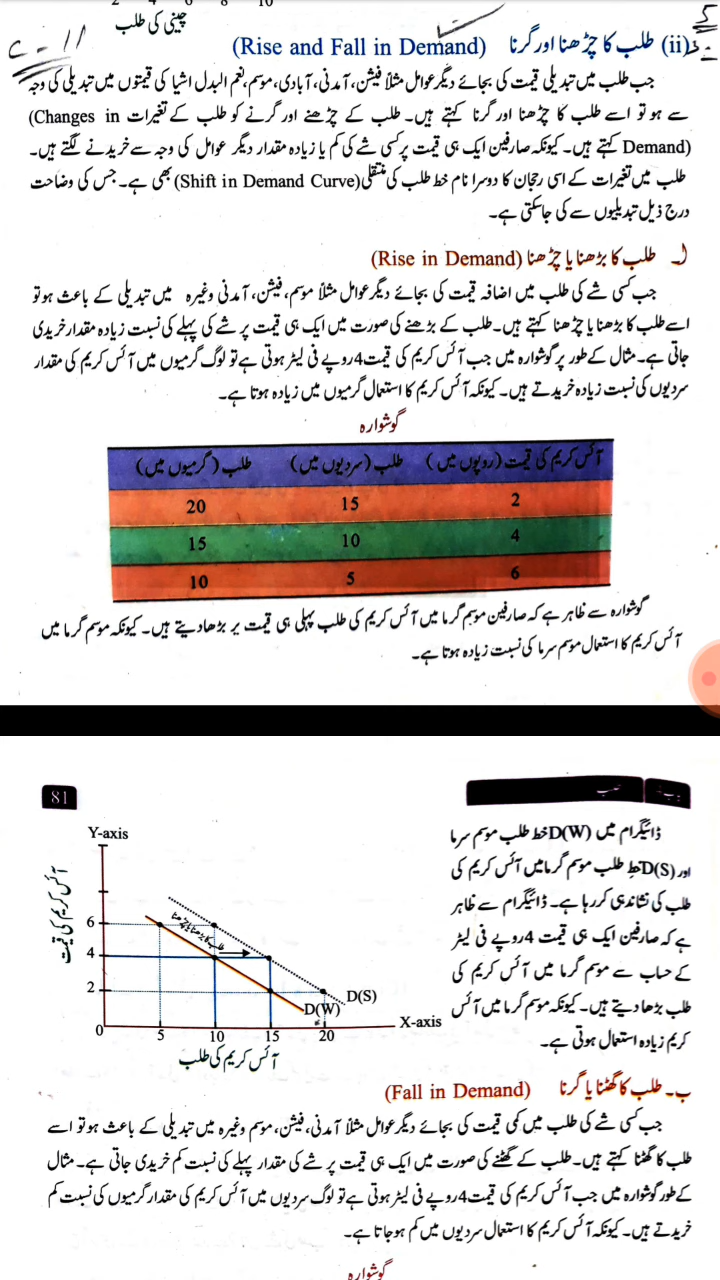 2 4 6 8 10
چینی کی طلب
C - 11
5
(ii) طلب کا چڑھنا اور گرنا (Rise and Fall in Demand)
جب طلب میں تبدیلی قیمت کی بجائے دیگر عوامل مثلاً فیشن، آمدنی، آبادی، موسم، نعم البدل اشیا کی قیمتوں میں تبدیلی کی وجہ
سے ہو تو اسے طلب کا چڑھنا اور گرنا کہتے ہیں۔ طلب کے چڑھنے اور گرنے کو طلب کے تغیرات (Changes in
Demand) کہتے ہیں۔ کیونکہ صارفین ایک ہی قیمت پر کسی شے کی کم یا زیادہ مقدار دیگر عوامل کی وجہ سے خریدنے لگتے ہیں۔
طلب میں تغیرات کے اسی رجحان کا دوسرا نام خط طلب کی منتقلی (Shift in Demand Curve) بھی ہے۔ جس کی وضاحت
درج ذیل تبدیلیوں سے کی جاسکتی ہے۔
ا۔ طلب کا بڑھنا یا چڑھنا (Rise in Demand)
جب کسی شے کی طلب میں اضافہ قیمت کی بجائے دیگر عوامل مثلاً موسم، فیشن، آمدنی وغیرہ میں تبدیلی کے باعث ہو تو
اسے طلب کا بڑھنا یا چڑھنا کہتے ہیں۔ طلب کے بڑھنے کی صورت میں ایک ہی قیمت پر شے کی پہلے کی نسبت زیادہ مقدار خریدی
جاتی ہے۔ مثال کے طور پر گوشوارہ میں جب آئس کریم کی قیمت 4 روپے فی لیٹر ہوتی ہے تو لوگ گرمیوں میں آئس کریم کی مقدار
سردیوں کی نسبت زیادہ خریدتے ہیں۔ کیونکہ آئس کریم کا استعمال گرمیوں میں زیادہ ہوتا ہے۔
گوشوارہ
آئس کریم کی قیمت (روپوں میں) طلب (سردیوں میں) طلب (گرمیوں میں)
2 15 20
4 10 15
6 5 10
گوشوارہ سے ظاہر ہے کہ صارفین موسم گرما میں آئس کریم کی طلب پہلی ہی قیمت پر بڑھا دیتے ہیں۔ کیونکہ موسم گرما میں
آئس کریم کا استعمال موسم سرما کی نسبت زیادہ ہوتا ہے۔
81
ڈائیگرام میں D(W) خط طلب موسم سرما
اور D(S) خط طلب موسم گرما میں آئس کریم کی
طلب کی نشاندہی کر رہا ہے۔ ڈائیگرام سے ظاہر
ہے کہ صارفین ایک ہی قیمت 4 روپے فی لیٹر
کے حساب سے موسم گرما میں آئس کریم کی
طلب بڑھا دیتے ہیں۔ کیونکہ موسم گرما میں آئس
کریم زیادہ استعمال ہوتی ہے۔
Y-axis
آئس کریم کی قیمت
6
4
2
0 5 10 15 20
طلب کا بڑھنا یا چڑھنا
D(S)
D(W)
X-axis
آئس کریم کی طلب
ب۔ طلب کا گھٹنا یا گرنا (Fall in Demand)
جب کسی شے کی طلب میں کمی قیمت کی بجائے دیگر عوامل مثلاً آمدنی، فیشن، موسم وغیرہ میں تبدیلی کے باعث ہو تو اسے
طلب کا گھٹنا کہتے ہیں۔ طلب کے گھٹنے کی صورت میں ایک ہی قیمت پر شے کی مقدار پہلے کی نسبت کم خریدی جاتی ہے۔ مثال
کے طور گوشوارہ میں جب آئس کریم کی قیمت 4 روپے فی لیٹر ہوتی ہے تو لوگ سردیوں میں آئس کریم کی مقدار گرمیوں کی نسبت کم
خریدتے ہیں۔ کیونکہ آئس کریم کا استعمال سردیوں میں کم ہو جاتا ہے۔
گوشوارہ